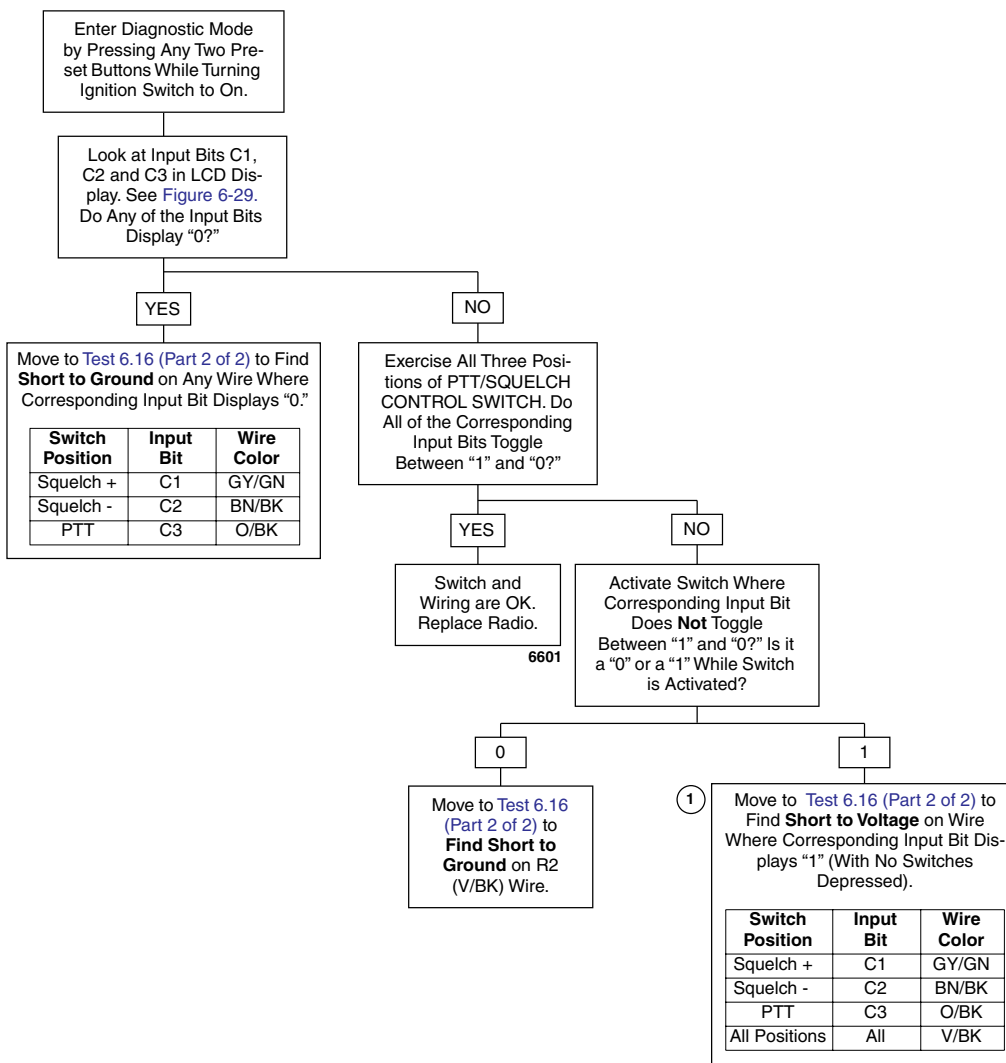 Enter Diagnostic Mode
by Pressing Any Two Pre-
set Buttons While Turning
Ignition Switch to On.
Look at Input Bits C1,
C2 and C3 in LCD Dis-
play. See Figure 6-29.
Do Any of the Input Bits
Display “0?”
YES
NO
Move to Test 6.16 (Part 2 of 2) to Find
Short to Ground on Any Wire Where
Corresponding Input Bit Displays “0.”
Switch Position Input Bit Wire Color
Squelch + C1 GY/GN
Squelch - C2 BN/BK
PTT C3 O/BK
Exercise All Three Posi-
tions of PTT/SQUELCH
CONTROL SWITCH. Do
All of the Corresponding
Input Bits Toggle
Between “1” and “0?”
YES
NO
Switch and
Wiring are OK.
Replace Radio.
6601
Activate Switch Where
Corresponding Input Bit
Does Not Toggle
Between “1” and “0?” Is it
a “0” or a “1” While Switch
is Activated?
0
1
Move to Test 6.16
(Part 2 of 2) to
Find Short to
Ground on R2
(V/BK) Wire.
1
Move to Test 6.16 (Part 2 of 2) to
Find Short to Voltage on Wire
Where Corresponding Input Bit Dis-
plays “1” (With No Switches
Depressed).
Switch Position Input Bit Wire Color
Squelch + C1 GY/GN
Squelch - C2 BN/BK
PTT C3 O/BK
All Positions All V/BK